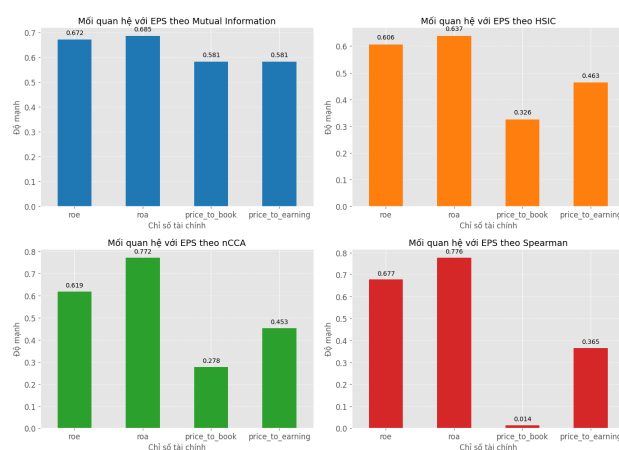 Mối quan hệ với EPS theo Mutual Information
0.7
0.6
0.5
0.4
0.3
0.2
0.1
0.0
Độ mạnh
0.672
0.685
0.581
0.581
roe
roa
price_to_book
price_to_earning
Chỉ số tài chính
Mối quan hệ với EPS theo HSIC
0.6
0.5
0.4
0.3
0.2
0.1
0.0
Độ mạnh
0.606
0.637
0.326
0.463
roe
roa
price_to_book
price_to_earning
Chỉ số tài chính
Mối quan hệ với EPS theo nCCA
0.8
0.7
0.6
0.5
0.4
0.3
0.2
0.1
0.0
Độ mạnh
0.619
0.772
0.278
0.453
roe
roa
price_to_book
price_to_earning
Chỉ số tài chính
Mối quan hệ với EPS theo Spearman
0.8
0.7
0.6
0.5
0.4
0.3
0.2
0.1
0.0
Độ mạnh
0.677
0.776
0.014
0.365
roe
roa
price_to_book
price_to_earning
Chỉ số tài chính